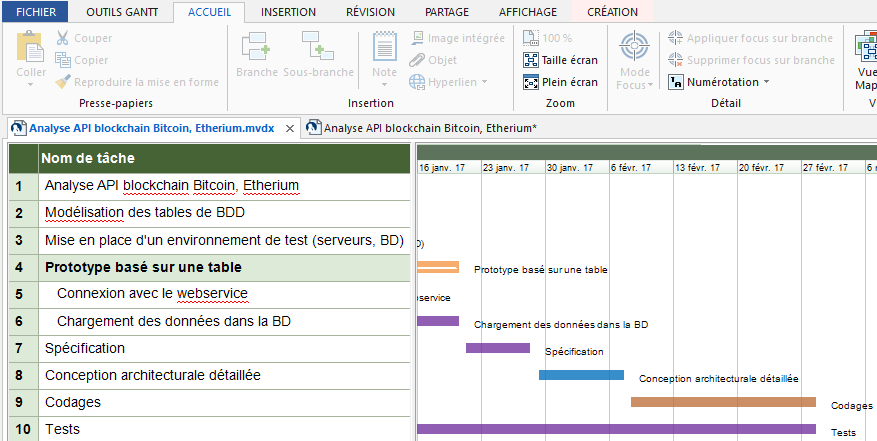 FICHIER OUTILS GANTT ACCUEIL INSERTION RÉVISION PARTAGE AFFICHAGE CRÉATION
Coller
Couper
Copier
Reproduire la mise en forme
Presse-papiers
Branche Sous-branche
Note
Image intégrée
Objet
Hyperlien
Insertion
100 %
Taille écran
Plein écran
Zoom
Mode
Focus
Appliquer focus sur branche
Supprimer focus sur branche
1A Numérotation
Détail
Vue
Map
Analyse API blockchain Bitcoin, Etherium.mvdx × Analyse API blockchain Bitcoin, Etherium*
Nom de tâche
16 janv. 17 23 janv. 17 30 janv. 17 6 févr. 17 13 févr. 17 20 févr. 17 27 févr. 17
1 Analyse API blockchain Bitcoin, Etherium
2 Modélisation des tables de BDD
3 Mise en place d'un environnement de test (serveurs, BD)
4 Prototype basé sur une table
Prototype basé sur une table
5 Connexion avec le webservice
6 Chargement des données dans la BD
Chargement des données dans la BD
7 Spécification
Spécification
8 Conception architecturale détaillée
Conception architecturale détaillée
9 Codages
Codages
10 Tests
Tests